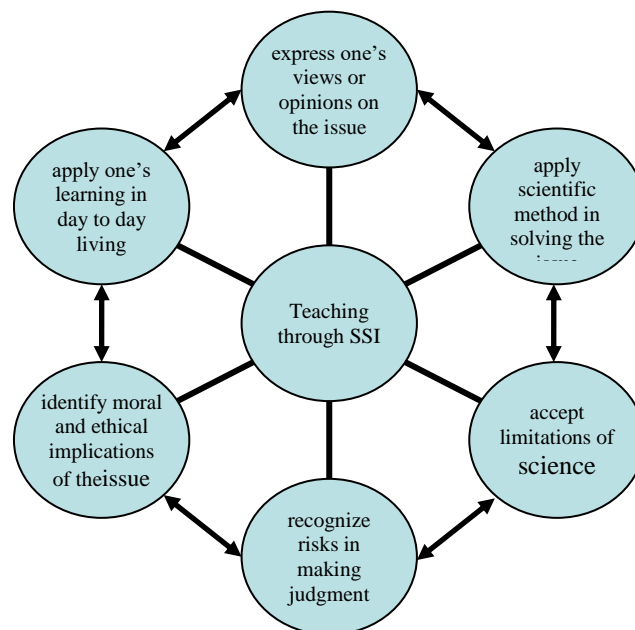 express one's
views or
opinions on
the issue
apply one's
learning in
day to day
living
apply
scientific
method in
solving the
issue
Teaching
through SSI
identify moral
and ethical
implications
of theissue
accept
limitations of
science
recognize
risks in
making
judgment